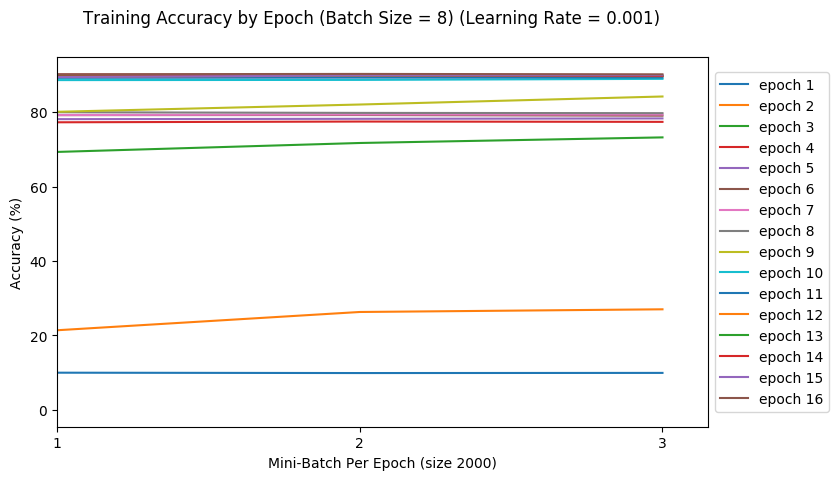 Training Accuracy by Epoch (Batch Size = 8) (Learning Rate = 0.001)
Accuracy (%)
80
60
40
20
0
1 2 3
Mini-Batch Per Epoch (size 2000)
epoch 1
epoch 2
epoch 3
epoch 4
epoch 5
epoch 6
epoch 7
epoch 8
epoch 9
epoch 10
epoch 11
epoch 12
epoch 13
epoch 14
epoch 15
epoch 16